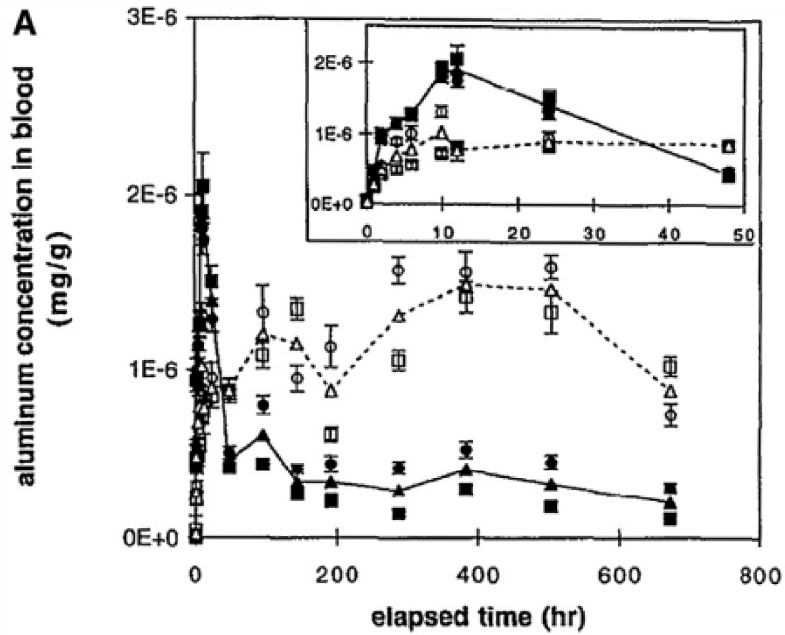 A
3E-6
2E-6
1E-6
0E+0
aluminum concentration in blood
(mg/g)
2E-6
1E-6
0E+0
0
10
20
30
40
50
0
200
400
600
800
elapsed time (hr)